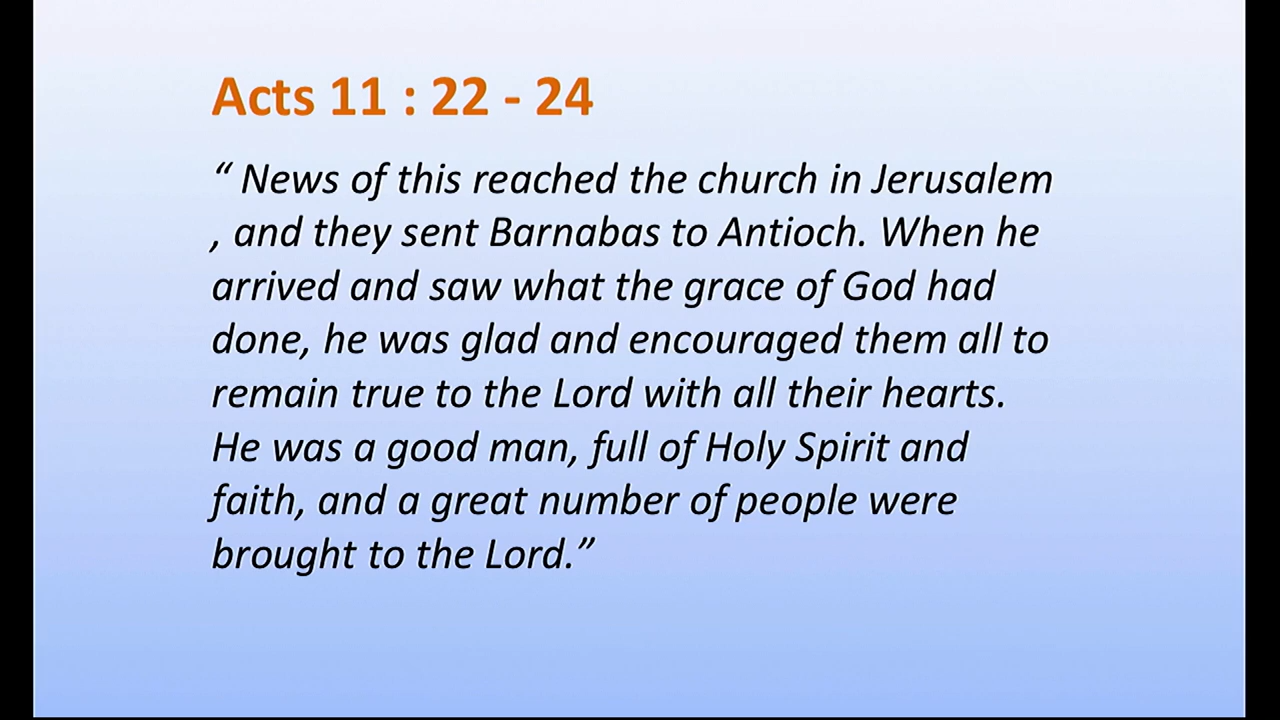 Acts 11 : 22 - 24
“ News of this reached the church in Jerusalem
, and they sent Barnabas to Antioch. When he
arrived and saw what the grace of God had
done, he was glad and encouraged them all to
remain true to the Lord with all their hearts.
He was a good man, full of Holy Spirit and
faith, and a great number of people were
brought to the Lord.”